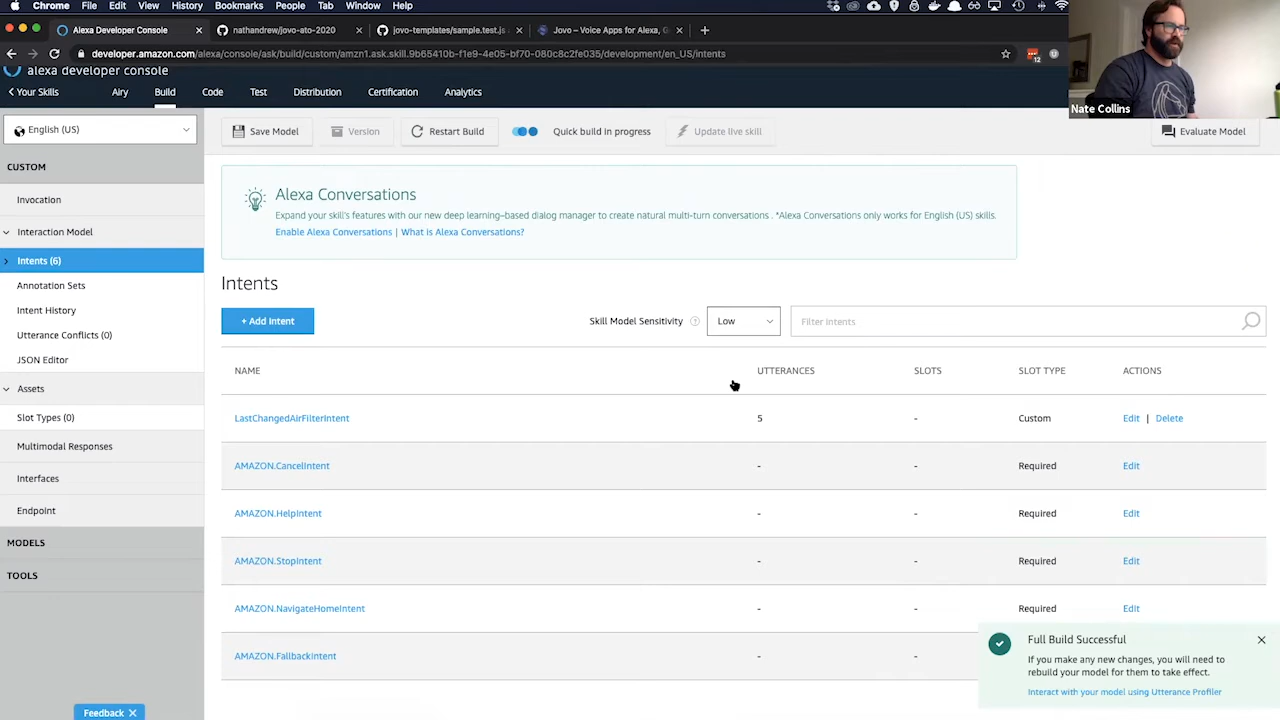 Chrome File Edit View History Bookmarks People Tab Window Help
Alexa Developer Console
nathandrew/jovo-ato-2020
jovo-templates/sample.test.js
Jovo – Voice Apps for Alexa, G
developer.amazon.com/alexa/console/ask/build/custom/amzn1.ask.skill.9b65410b-f1e9-4e05-bf70-080c8c2fe035/development/en_US/intents
12
alexa developer console
Your Skills Airy Build Code Test Distribution Certification Analytics
Nate Collins
English (US)
Save Model Version Restart Build Quick build in progress Update live skill Evaluate Model
CUSTOM
Invocation
Interaction Model
Intents (6)
Annotation Sets
Intent History
Utterance Conflicts (0)
JSON Editor
Assets
Slot Types (0)
Multimodal Responses
Interfaces
Endpoint
MODELS
TOOLS
Feedback
Alexa Conversations
Expand your skill's features with our new deep learning-based dialog manager to create natural multi-turn conversations . *Alexa Conversations only works for English (US) skills.
Enable Alexa Conversations | What is Alexa Conversations?
Intents
+ Add Intent Skill Model Sensitivity ? Low Filter Intents
NAME UTTERANCES SLOTS SLOT TYPE ACTIONS
LastChangedAirFilterIntent 5 - Custom Edit | Delete
AMAZON.CancelIntent - - Required Edit
AMAZON.HelpIntent - - Required Edit
AMAZON.StopIntent - - Required Edit
AMAZON.NavigateHomeIntent - - Required Edit
AMAZON.FallbackIntent - -
Full Build Successful
If you make any new changes, you will need to
rebuild your model for them to take effect.
Interact with your model using Utterance Profiler